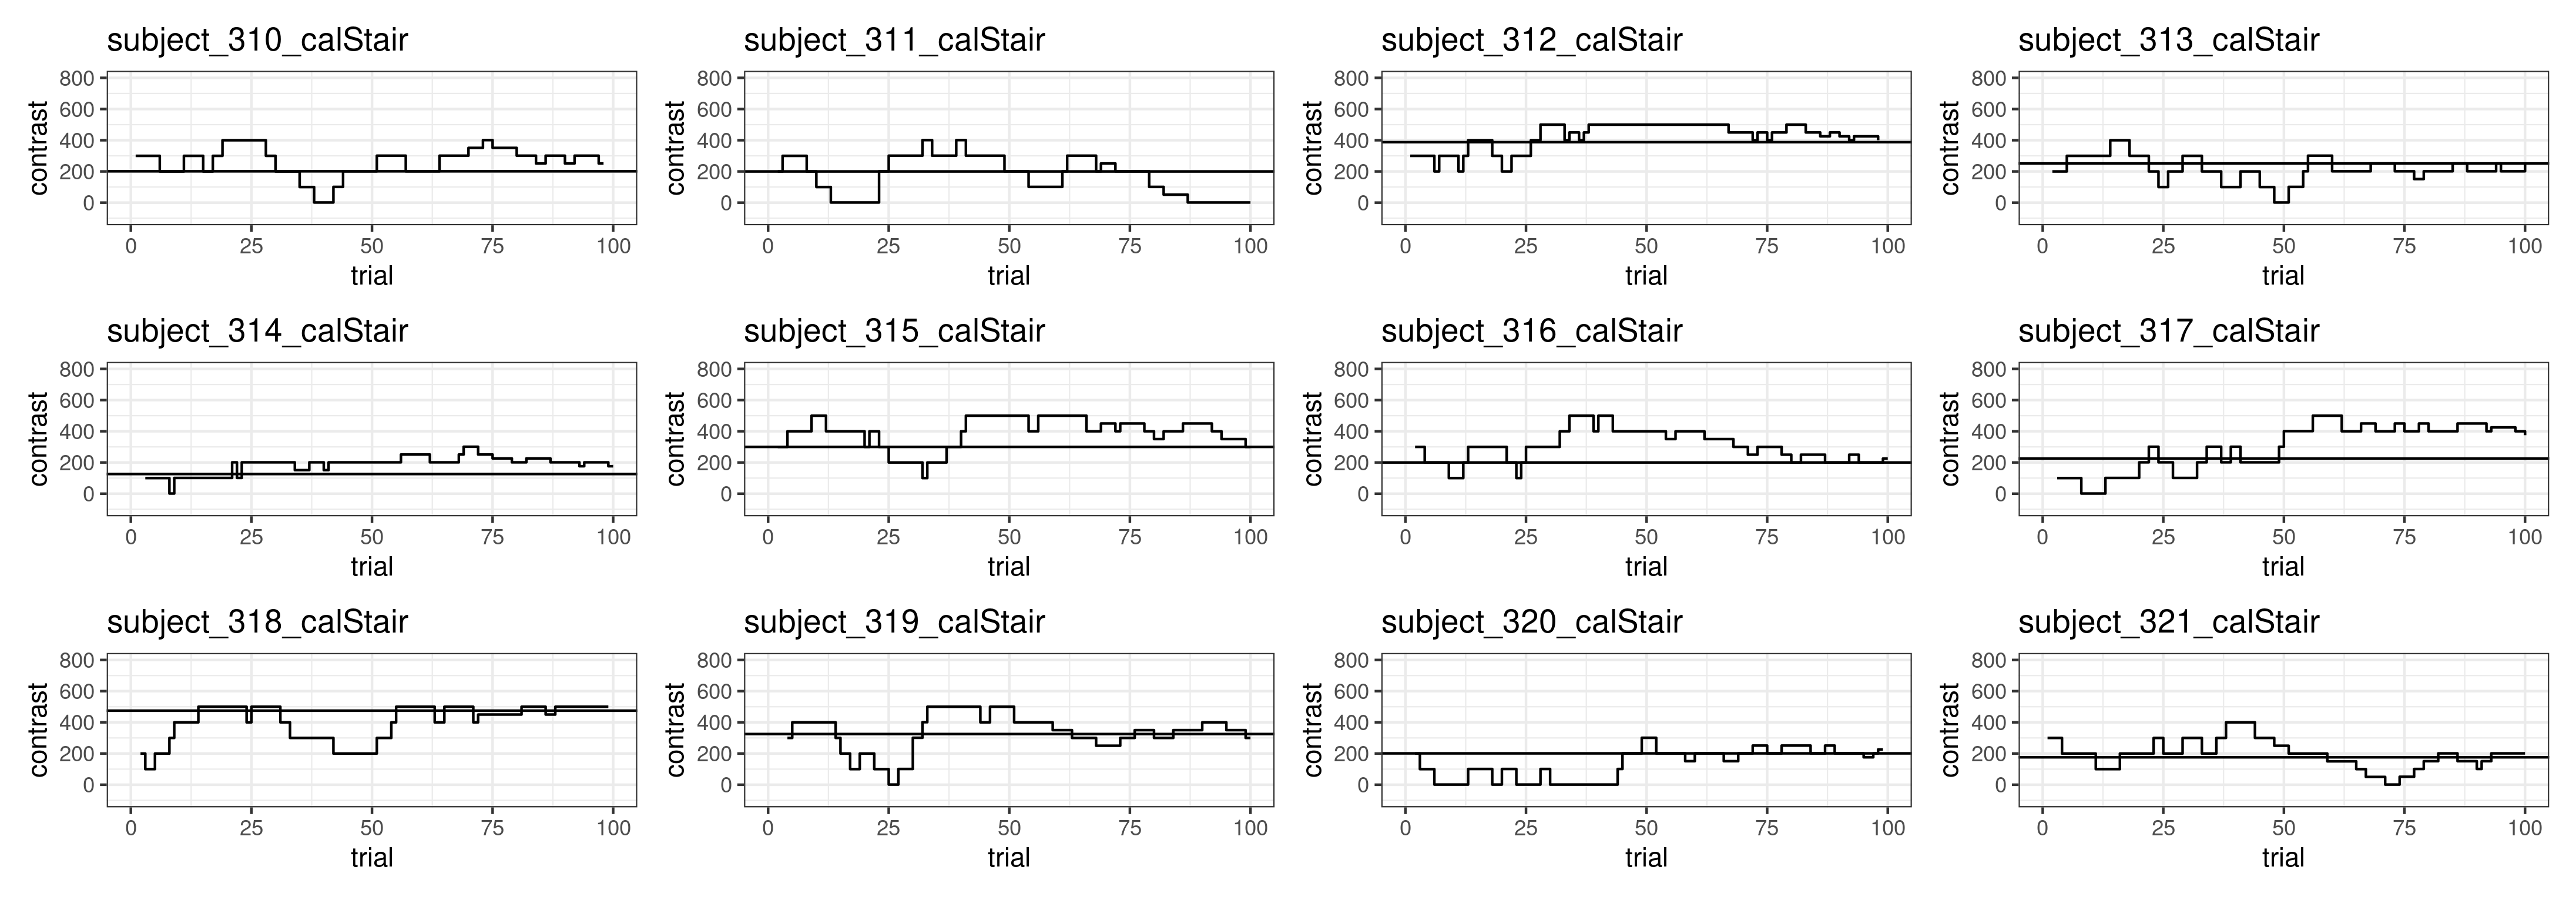 subject_310_calStair
subject_311_calStair
subject_312_calStair
subject_313_calStair
800
600
400
200
0
contrast
0 25 50 75 100
trial
800
600
400
200
0
contrast
0 25 50 75 100
trial
800
600
400
200
0
contrast
0 25 50 75 100
trial
800
600
400
200
0
contrast
0 25 50 75 100
trial
subject_314_calStair
subject_315_calStair
subject_316_calStair
subject_317_calStair
800
600
400
200
0
contrast
0 25 50 75 100
trial
800
600
400
200
0
contrast
0 25 50 75 100
trial
800
600
400
200
0
contrast
0 25 50 75 100
trial
800
600
400
200
0
contrast
0 25 50 75 100
trial
subject_318_calStair
subject_319_calStair
subject_320_calStair
subject_321_calStair
800
600
400
200
0
contrast
0 25 50 75 100
trial
800
600
400
200
0
contrast
0 25 50 75 100
trial
800
600
400
200
0
contrast
0 25 50 75 100
trial
800
600
400
200
0
contrast
0 25 50 75 100
trial